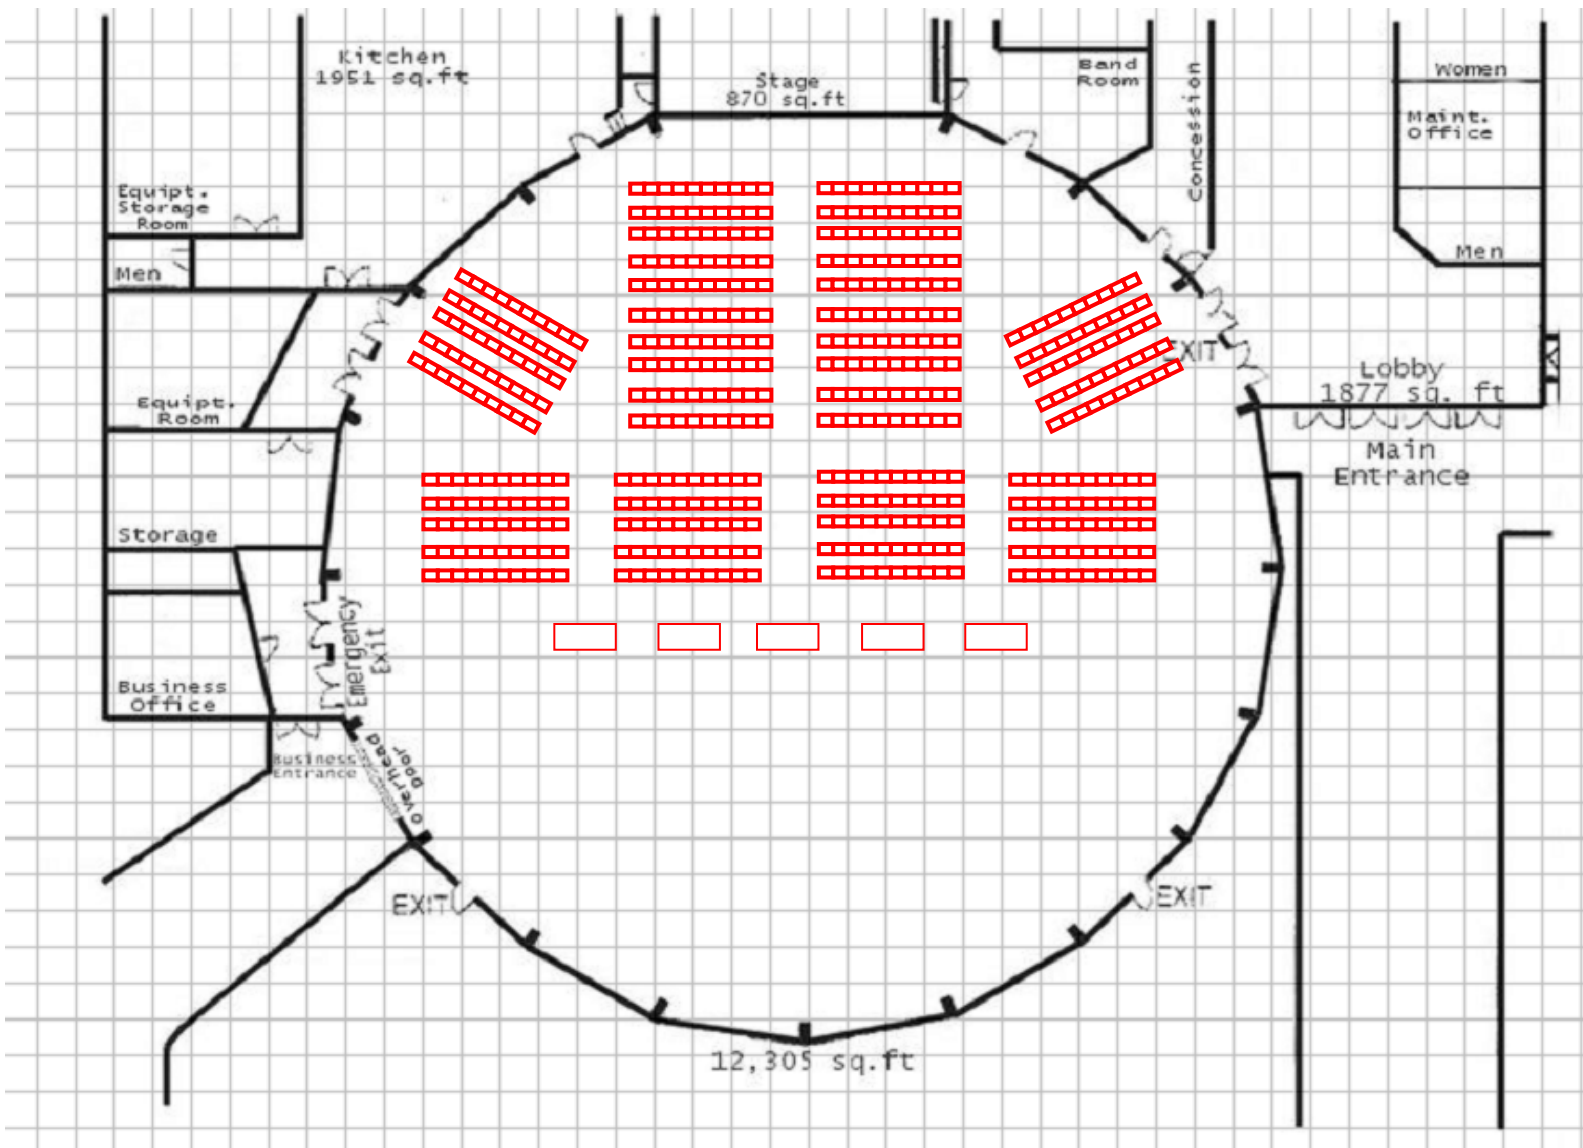 Kitchen
1951 sq.ft
Stage
870 sq.ft
Band
Room
Concession
Women
Maint.
Office
Men
Equipt.
Storage
Room
Men
EXIT
Lobby
1877 sq. ft
Main
Entrance
Equipt.
Room
Storage
Emergency
Exit
Business
Office
Business
Entrance
Overhead
Door
EXIT
EXIT
12,305 sq.ft